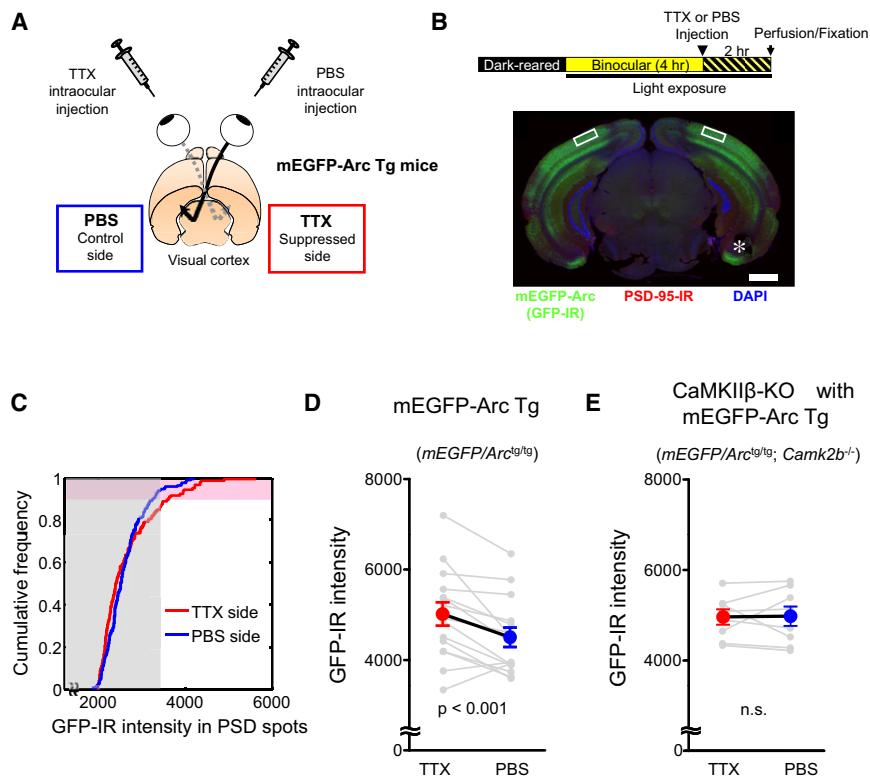 A
TTX
intraocular
injection
PBS
intraocular
injection
mEGFP-Arc Tg mice
PBS
Control
side
TTX
Suppressed
side
Visual cortex
B
TTX or PBS
Injection
Perfusion/Fixation
2 hr
Dark-reared
Binocular (4 hr)
Light exposure
*
mEGFP-Arc
(GFP-IR)
PSD-95-IR
DAPI
C
Cumulative frequency
1
0.8
0.6
0.4
0.2
0
TTX side
PBS side
2000
4000
6000
GFP-IR intensity in PSD spots
D
mEGFP-Arc Tg
(mEGFP/Arctg/tg)
GFP-IR intensity
8000
6000
4000
0
p < 0.001
TTX
PBS
E
CaMKIIβ-KO with
mEGFP-Arc Tg
(mEGFP/Arctg/tg; Camk2b-/-)
GFP-IR intensity
8000
6000
4000
0
n.s.
TTX
PBS